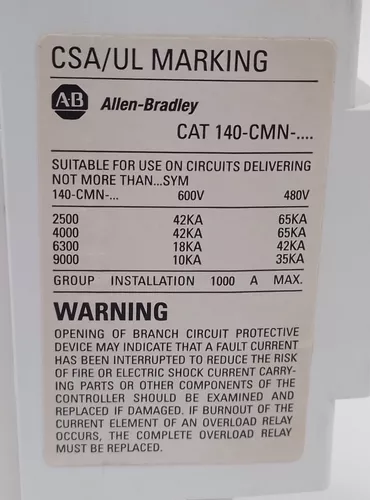 CSA/UL MARKING
AB Allen-Bradley
CAT 140-CMN-....
SUITABLE FOR USE ON CIRCUITS DELIVERING
NOT MORE THAN...SYM
140-CMN-... 600V 480V
2500 42KA 65KA
4000 42KA 65KA
6300 18KA 42KA
9000 10KA 35KA
GROUP INSTALLATION 1000 A MAX.
WARNING
OPENING OF BRANCH CIRCUIT PROTECTIVE
DEVICE MAY INDICATE THAT A FAULT CURRENT
HAS BEEN INTERRUPTED TO REDUCE THE RISK
OF FIRE OR ELECTRIC SHOCK CURRENT CARRY-
ING PARTS OR OTHER COMPONENTS OF THE
CONTROLLER SHOULD BE EXAMINED AND
REPLACED IF DAMAGED. IF BURNOUT OF THE
CURRENT ELEMENT OF AN OVERLOAD RELAY
OCCURS, THE COMPLETE OVERLOAD RELAY
MUST BE REPLACED.